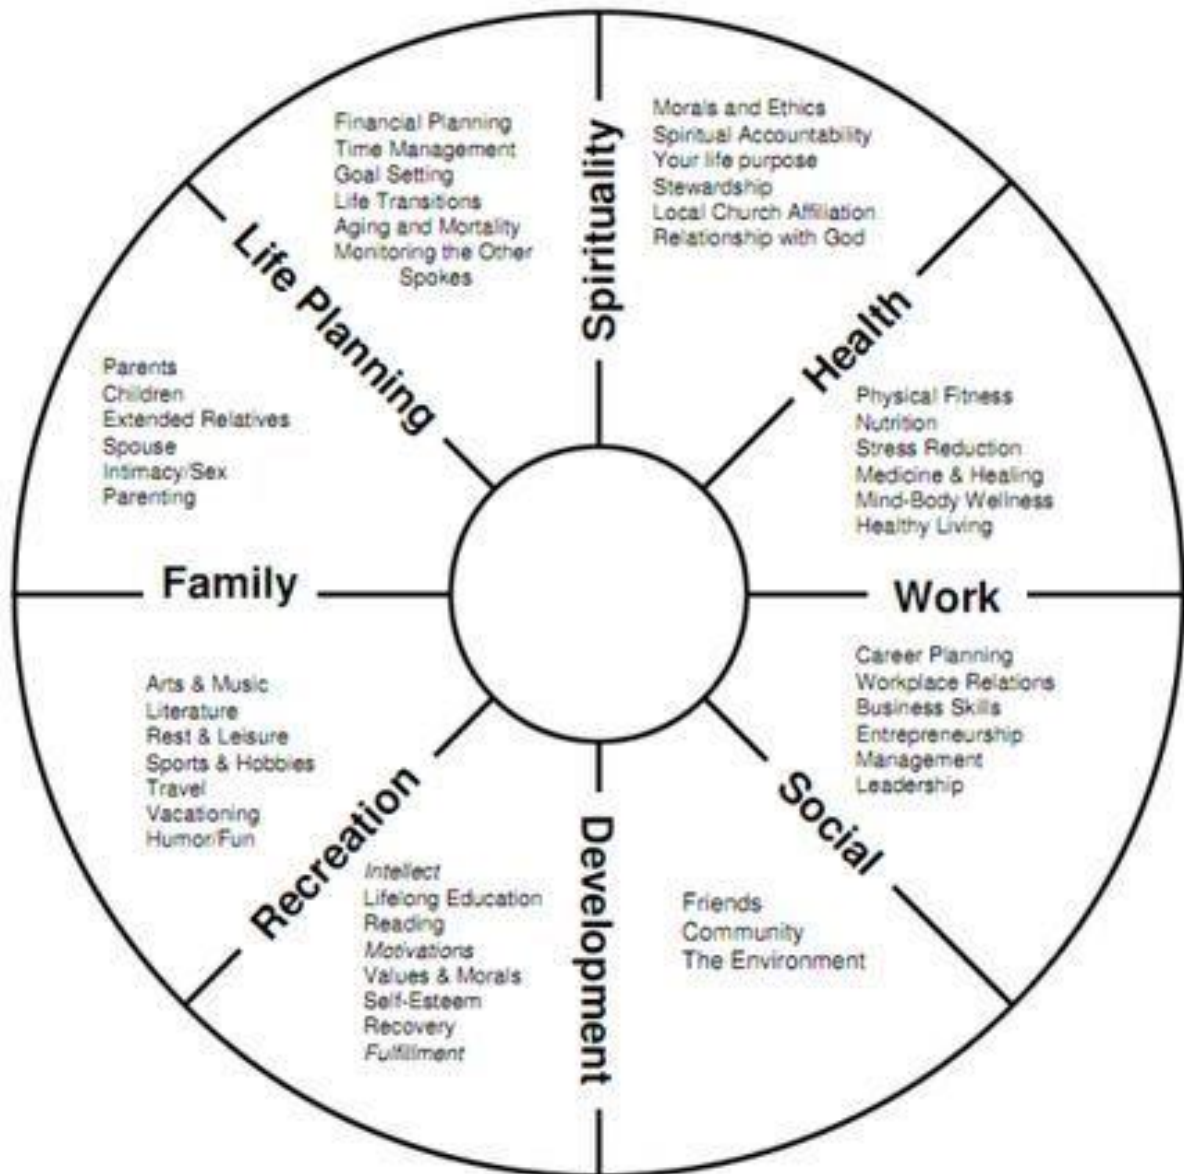 Spirituality
Morals and Ethics
Spiritual Accountability
Your life purpose
Stewardship
Local Church Affiliation
Relationship with God
Health
Physical Fitness
Nutrition
Stress Reduction
Medicine & Healing
Mind-Body Wellness
Healthy Living
Work
Career Planning
Workplace Relations
Business Skills
Entrepreneurship
Management
Leadership
Social
Friends
Community
The Environment
Development
Intellect
Lifelong Education
Reading
Motivations
Values & Morals
Self-Esteem
Recovery
Fulfillment
Recreation
Arts & Music
Literature
Rest & Leisure
Sports & Hobbies
Travel
Vacationing
Humor/Fun
Family
Parents
Children
Extended Relatives
Spouse
Intimacy/Sex
Parenting
Life Planning
Financial Planning
Time Management
Goal Setting
Life Transitions
Aging and Mortality
Monitoring the Other
Spokes